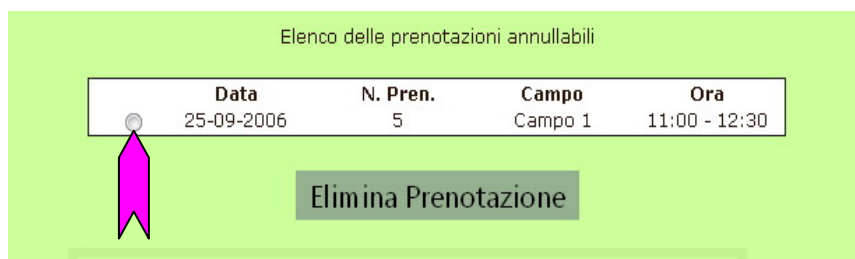 Elenco delle prenotazioni annullabili
Data N. Pren. Campo Ora
25-09-2006 5 Campo 1 11:00 - 12:30
Elimina Prenotazione